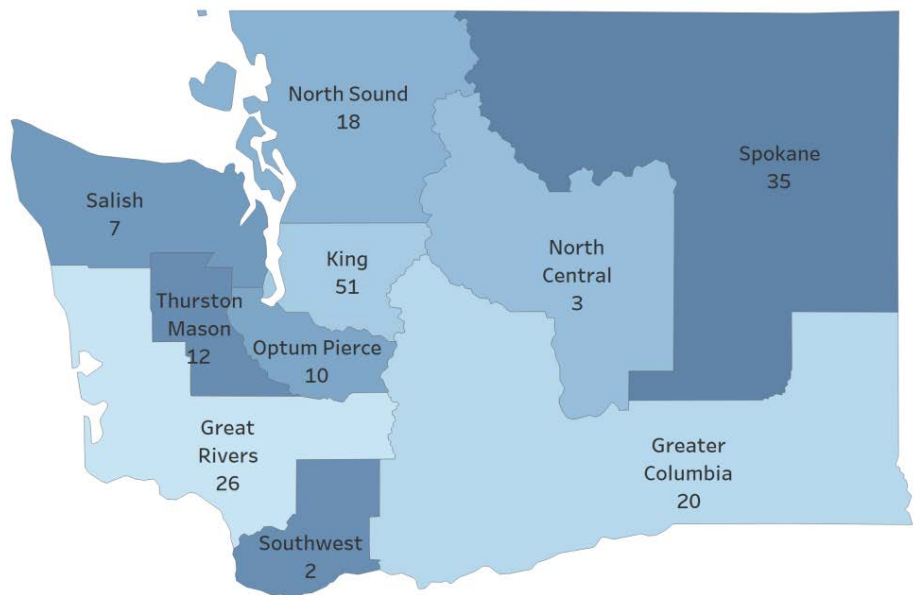 North Sound
18
Spokane
35
Salish
7
King
51
North
Central
3
Thurston
Mason
12
Optum Pierce
10
Great
Rivers
26
Greater
Columbia
20
Southwest
2